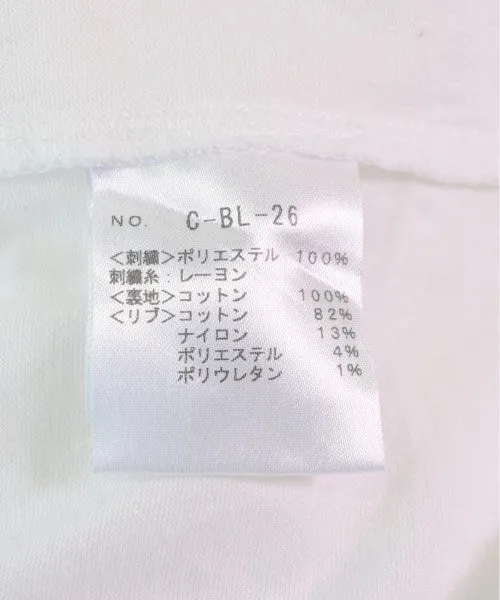 NO. C-BL-26
<刺繍>ポリエステル 100%
刺繍糸:レーヨン
<裏地>コットン 100%
<リブ>コットン 82%
ナイロン 13%
ポリエステル 4%
ポリウレタン 1%